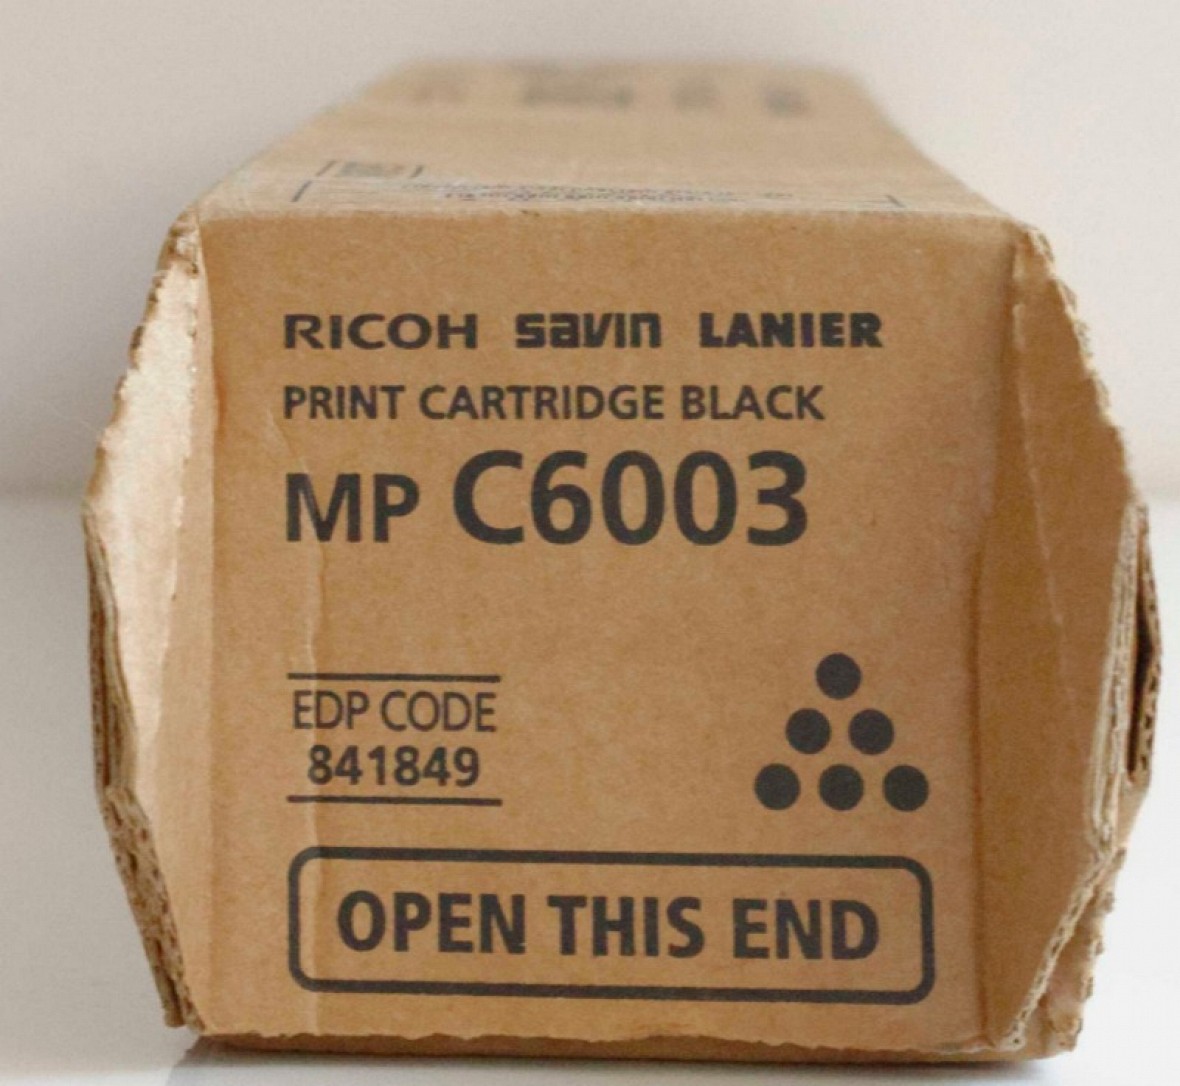 RICOH savin LANIER
PRINT CARTRIDGE BLACK
MP C6003
EDP CODE
841849
OPEN THIS END